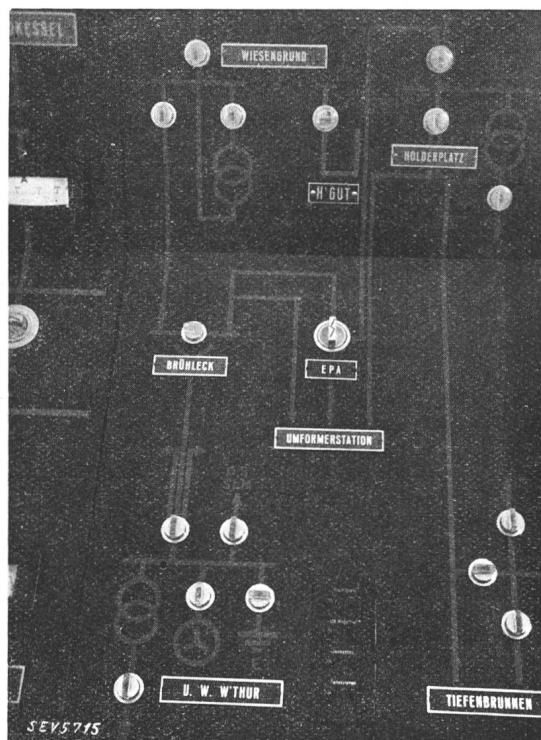 KESSEL
WIESENGRUND
HOLDERPLATZ
H'GUT
BRÜHLECK
EPA
UMFORMERSTATION
U. W. W'THUR
TIEFENBRUNNEN
SEV5715